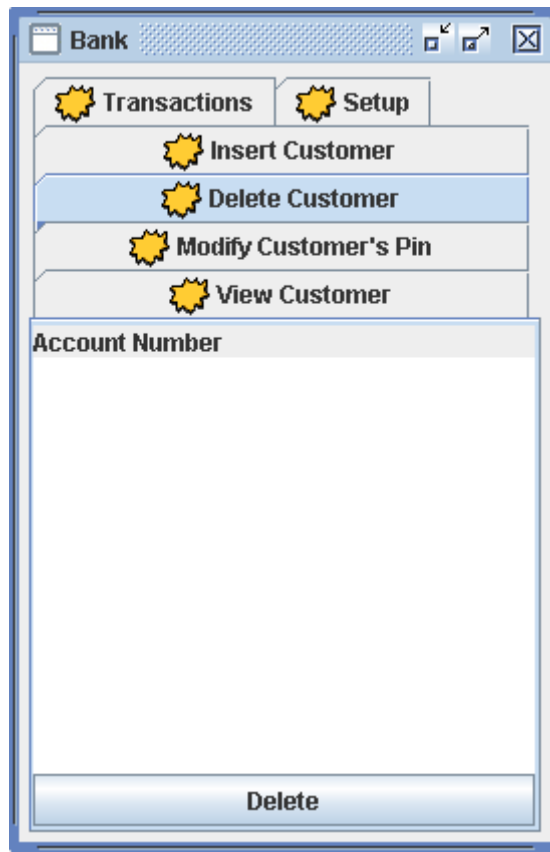 Bank
Transactions Setup
Insert Customer
Delete Customer
Modify Customer's Pin
View Customer
Account Number
Delete